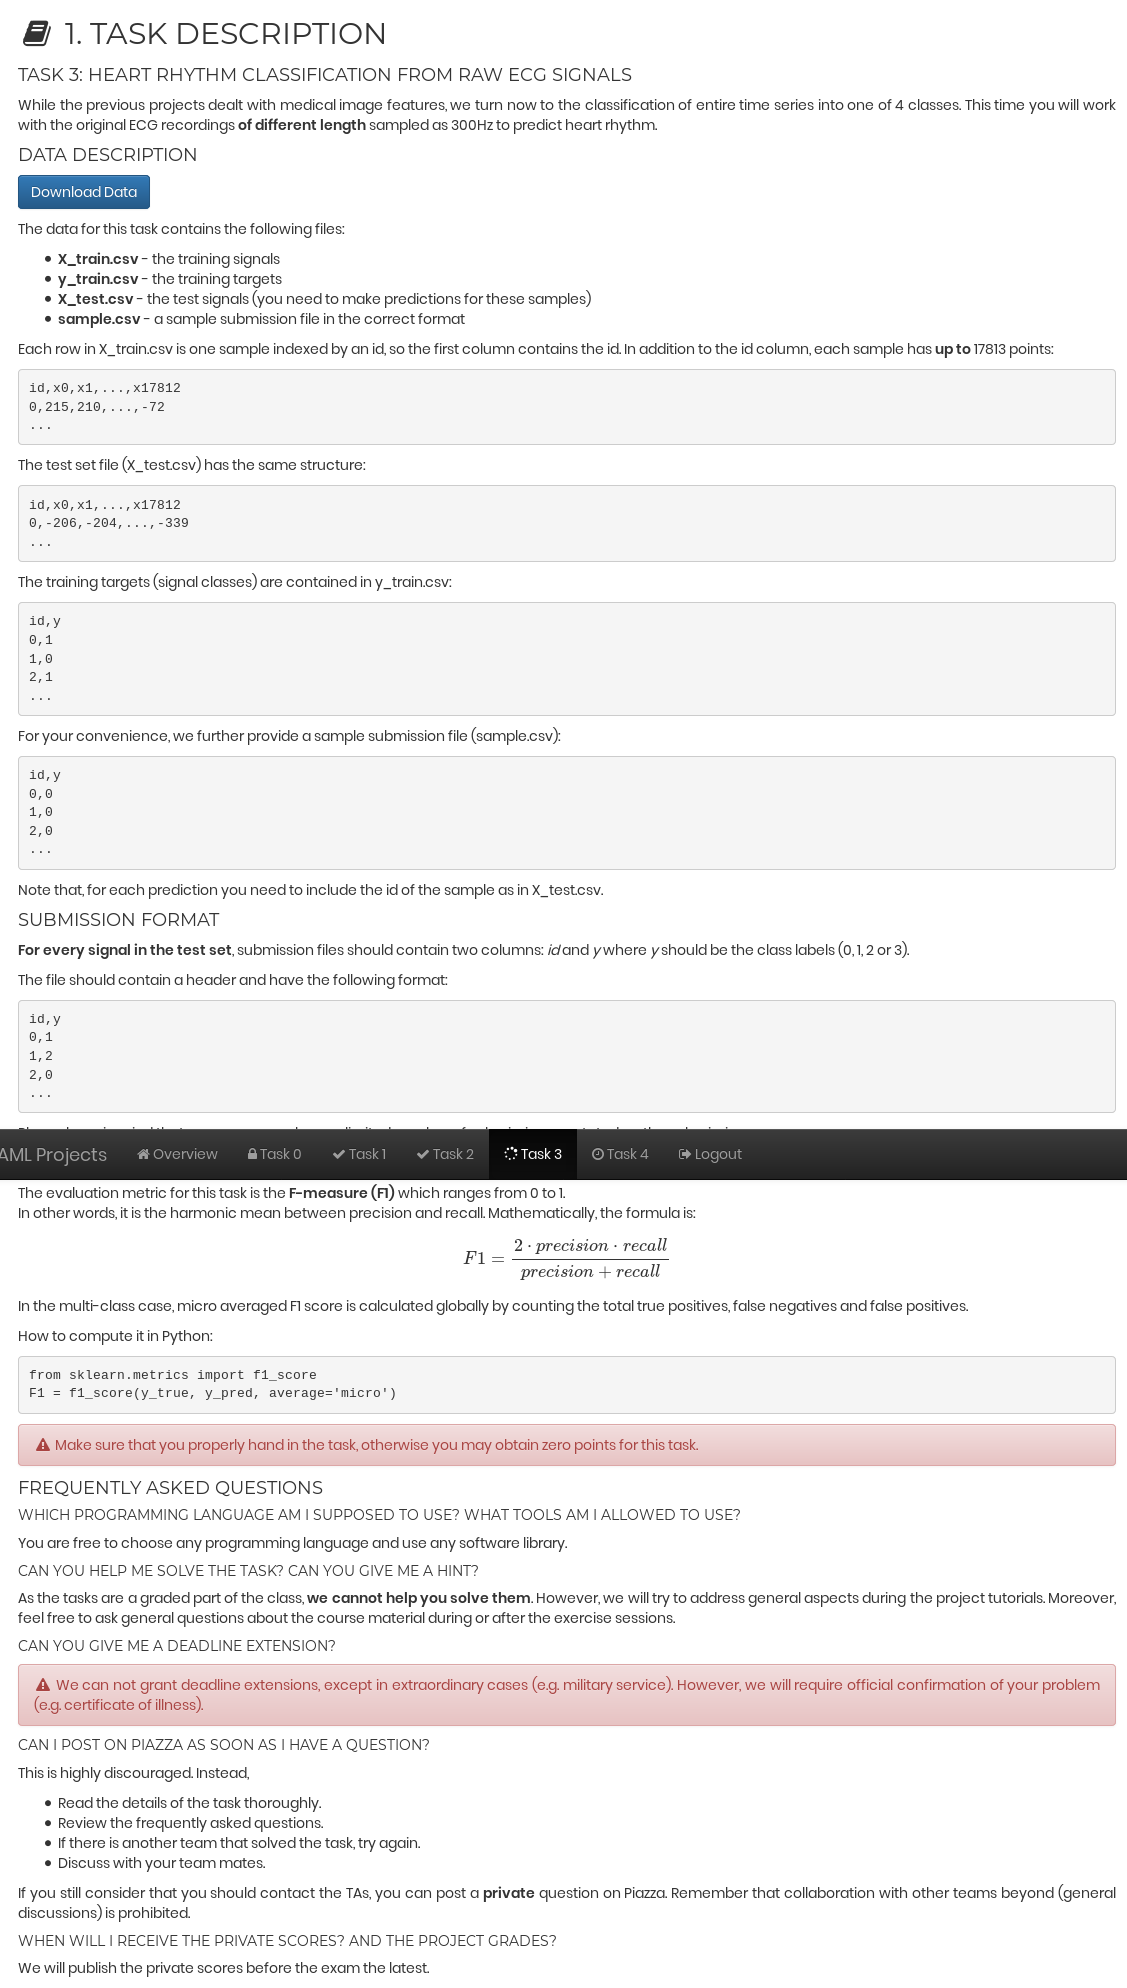 1. TASK DESCRIPTION
TASK 3: HEART RHYTHM CLASSIFICATION FROM RAW ECG SIGNALS
While the previous projects dealt with medical image features, we turn now to the classification of entire time series into one of 4 classes. This time you will work
with the original ECG recordings of different length sampled as 300Hz to predict heart rhythm.
DATA DESCRIPTION
Download Data
The data for this task contains the following files:
X_train.csv - the training signals
y_train.csv - the training targets
X_test.csv - the test signals (you need to make predictions for these samples)
sample.csv - a sample submission file in the correct format
Each row in X_train.csv is one sample indexed by an id, so the first column contains the id. In addition to the id column, each sample has up to 17813 points:
id,x0,x1,...,x17812
0,215,210,...,-72
...
The test set file (X_test.csv) has the same structure:
id,x0,x1,...,x17812
0,-206,-204,...,-339
...
The training targets (signal classes) are contained in y_train.csv:
id,y
0,1
1,0
2,1
...
For your convenience, we further provide a sample submission file (sample.csv):
id,y
0,0
1,0
2,0
...
Note that, for each prediction you need to include the id of the sample as in X_test.csv.
SUBMISSION FORMAT
For every signal in the test set, submission files should contain two columns: id and y where y should be the class labels (0, 1, 2 or 3).
The file should contain a header and have the following format:
id,y
0,1
1,2
2,0
...
AML Projects Overview Task 0 Task 1 Task 2 Task 3 Task 4 Logout
The evaluation metric for this task is the F-measure (F1) which ranges from 0 to 1.
In other words, it is the harmonic mean between precision and recall. Mathematically, the formula is:
F1 = 2 · precision · recall / precision + recall
In the multi-class case, micro averaged F1 score is calculated globally by counting the total true positives, false negatives and false positives.
How to compute it in Python:
from sklearn.metrics import f1_score
F1 = f1_score(y_true, y_pred, average='micro')
Make sure that you properly hand in the task, otherwise you may obtain zero points for this task.
FREQUENTLY ASKED QUESTIONS
WHICH PROGRAMMING LANGUAGE AM I SUPPOSED TO USE? WHAT TOOLS AM I ALLOWED TO USE?
You are free to choose any programming language and use any software library.
CAN YOU HELP ME SOLVE THE TASK? CAN YOU GIVE ME A HINT?
As the tasks are a graded part of the class, we cannot help you solve them. However, we will try to address general aspects during the project tutorials. Moreover,
feel free to ask general questions about the course material during or after the exercise sessions.
CAN YOU GIVE ME A DEADLINE EXTENSION?
We can not grant deadline extensions, except in extraordinary cases (e.g. military service). However, we will require official confirmation of your problem
(e.g. certificate of illness).
CAN I POST ON PIAZZA AS SOON AS I HAVE A QUESTION?
This is highly discouraged. Instead,
Read the details of the task thoroughly.
Review the frequently asked questions.
If there is another team that solved the task, try again.
Discuss with your team mates.
If you still consider that you should contact the TAs, you can post a private question on Piazza. Remember that collaboration with other teams beyond (general
discussions) is prohibited.
WHEN WILL I RECEIVE THE PRIVATE SCORES? AND THE PROJECT GRADES?
We will publish the private scores before the exam the latest.